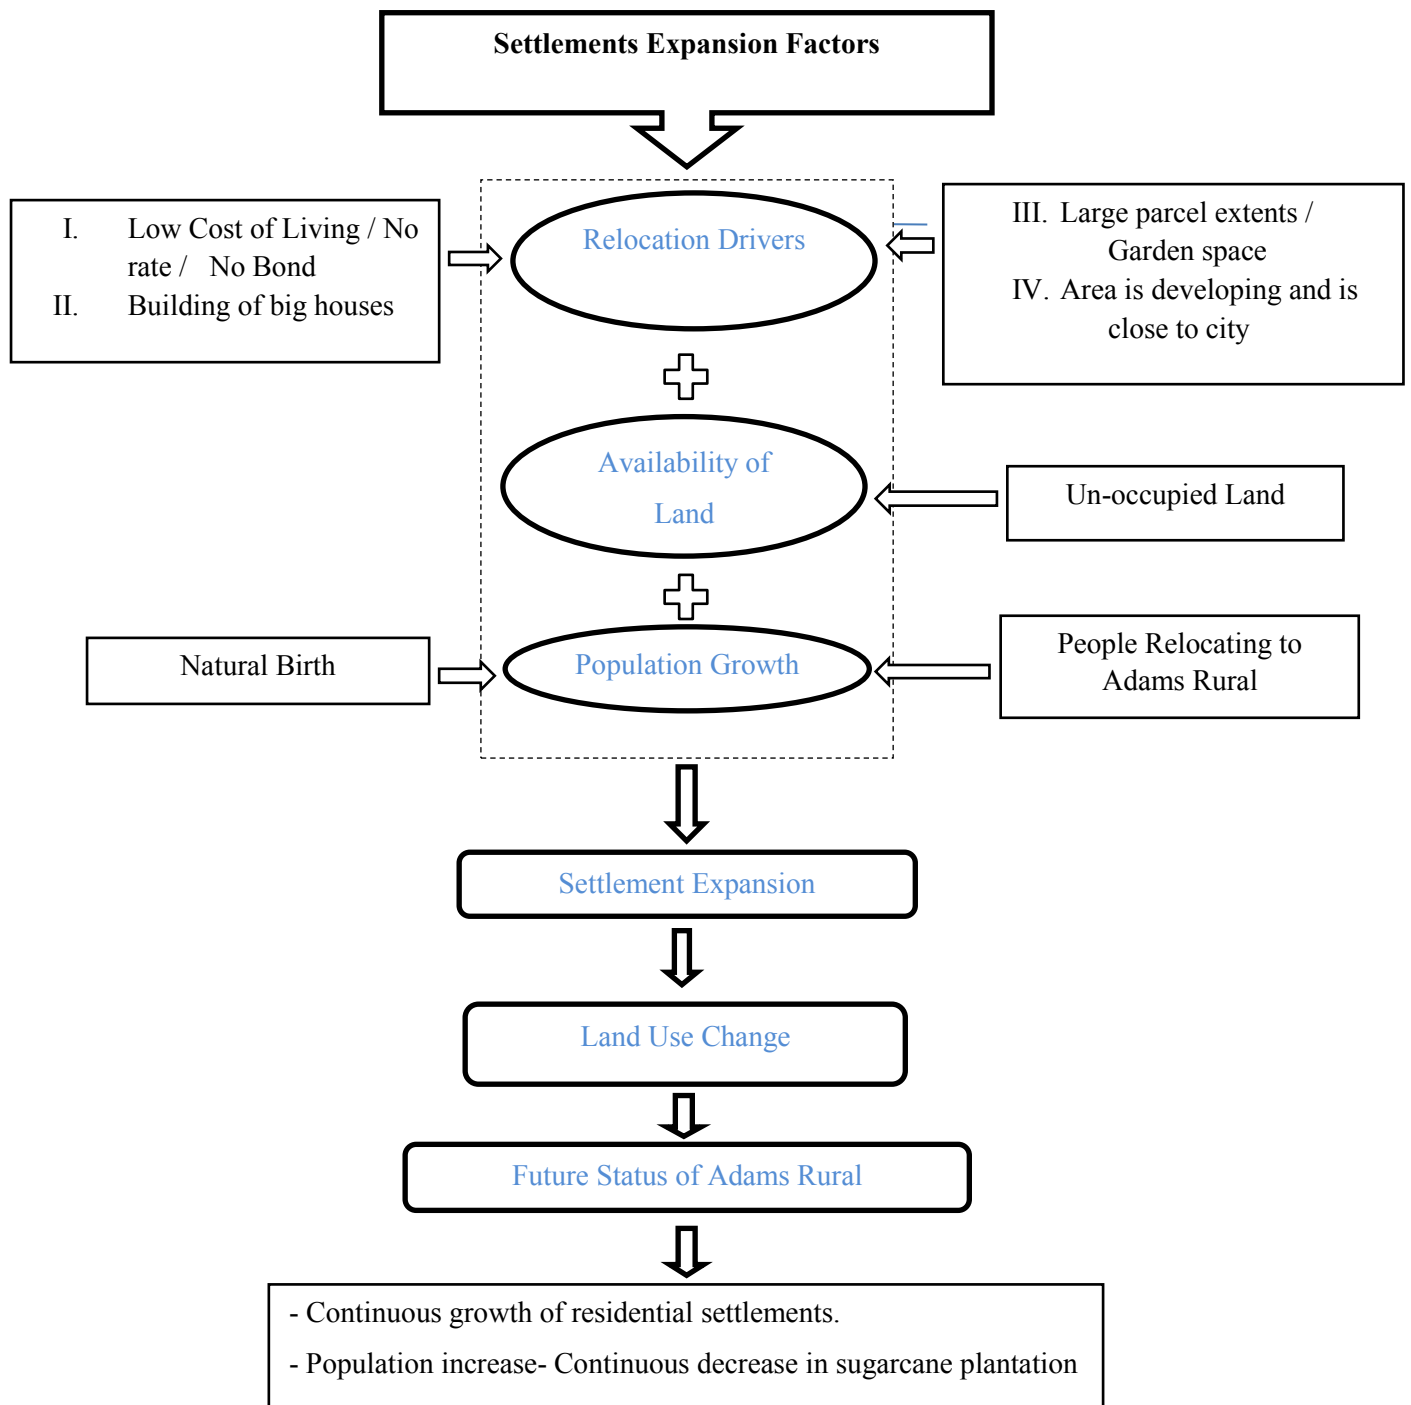 Settlements Expansion Factors
I. Low Cost of Living / No
rate / No Bond
II. Building of big houses
Relocation Drivers
III. Large parcel extents /
Garden space
IV. Area is developing and is
close to city
Availability of
Land
Un-occupied Land
Natural Birth
Population Growth
People Relocating to
Adams Rural
Settlement Expansion
Land Use Change
Future Status of Adams Rural
- Continuous growth of residential settlements.
- Population increase- Continuous decrease in sugarcane plantation